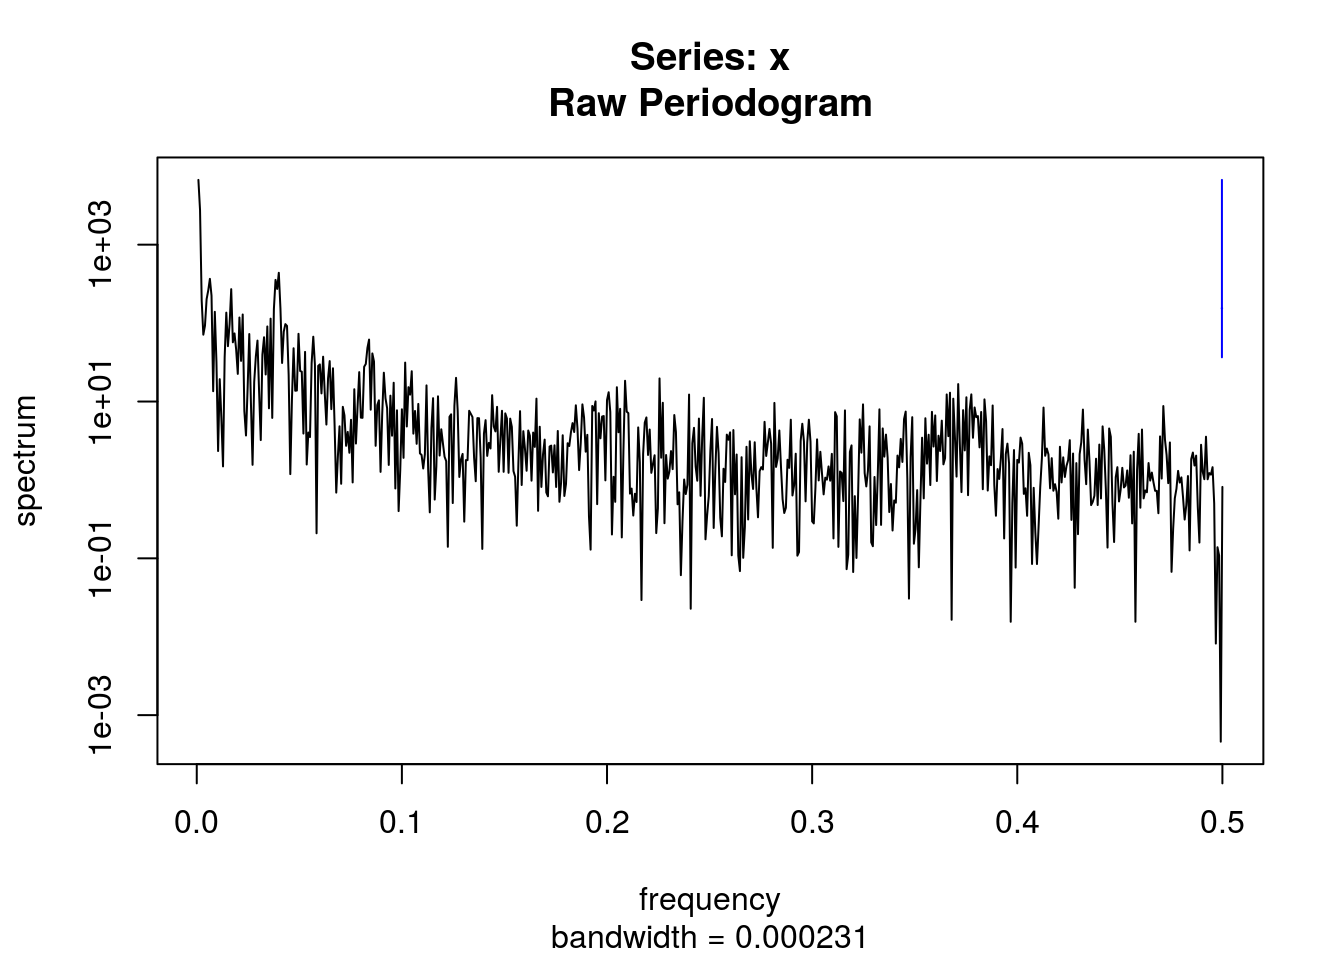 Series: x
Raw Periodogram
spectrum
1e+03
1e+01
1e-01
1e-03
0.0 0.1 0.2 0.3 0.4 0.5
frequency
bandwidth = 0.000231